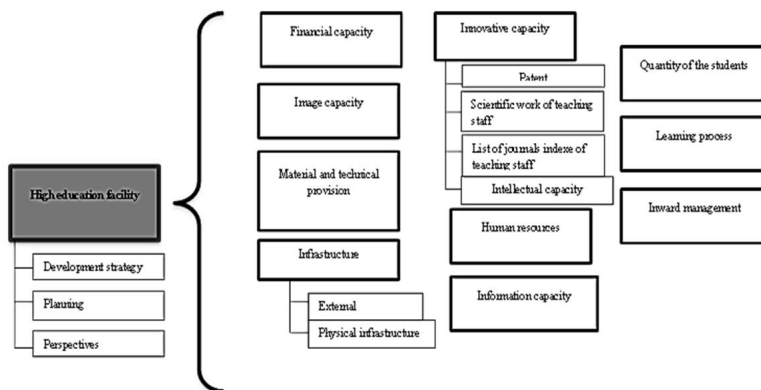 High education facility
Development strategy
Planning
Perspectives
Financial capacity
Image capacity
Material and technical
provision
Infrastructure
External
Physical infrastructure
Innovative capacity
Patent
Scientific work of teaching
staff
List of journals indexe of
teaching staff
Intellectual capacity
Human resources
Information capacity
Quantity of the students
Learning process
Inward management